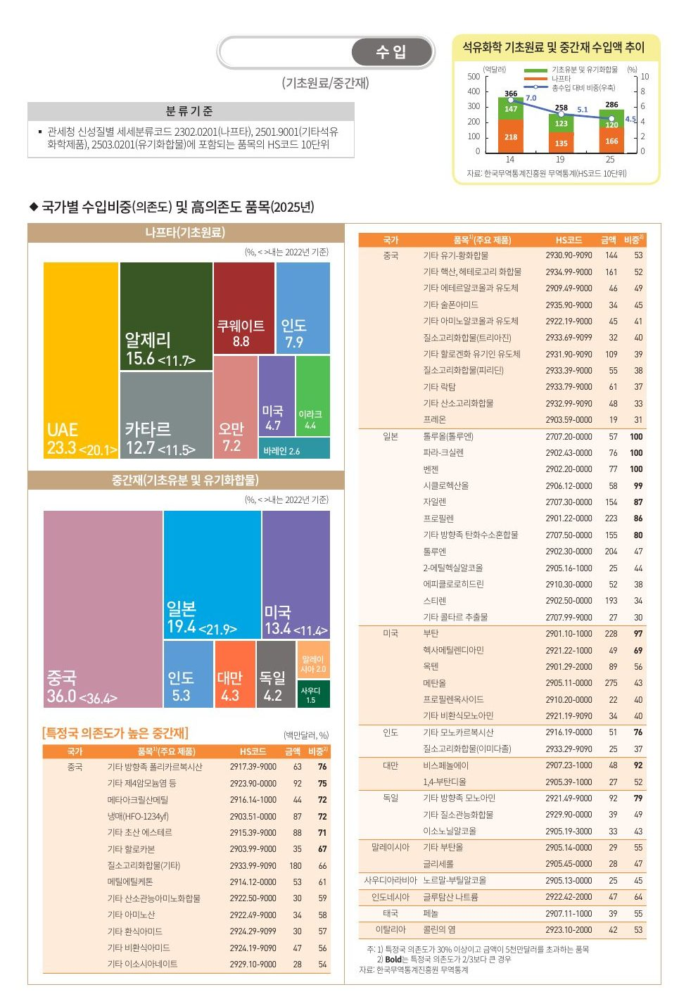 수 입
(기초원료/중간재)
분 류 기 준
▪ 관세청 신성질별 세세분류코드 2302.0201(나프타), 2501.9001(기타석유
화학제품), 2503.0201(유기화합물)에 포함되는 품목의 HS코드 10단위
석유화학 기초원료 및 중간재 수입액 추이
(억달러) 기초유분 및 유기화합물 (%)
나프타
총수입 대비 비중(우축)
500
400
300
200
100
0
10
8
6
4
2
0
366
147
218
7.0
258
123
135
5.1
286
120
166
4.5
14 19 25
자료: 한국무역통계진흥원 무역통계(HS코드 10단위)
◆ 국가별 수입비중(의존도) 및 高의존도 품목(2025년)
나프타(기초원료)
(%, < >내는 2022년 기준)
UAE
23.3 <20.1>
알제리
15.6 <11.7>
카타르
12.7 <11.5>
쿠웨이트
8.8
인도
7.9
오만
7.2
미국
4.7
이라크
4.4
바레인 2.6
중간재(기초유분 및 유기화합물)
(%, < >내는 2022년 기준)
중국
36.0 <36.4>
일본
19.4 <21.9>
미국
13.4 <11.4>
인도
5.3
대만
4.3
독일
4.2
말레이
시아 2.0
사우디
1.5
[특정국 의존도가 높은 중간재] (백만달러, %)
국가 품목1)(주요 제품) HS코드 금액 비중2)
중국 기타 방향족 폴리카르복시산 2917.39-9000 63 76
기타 제4암모늄염 등 2923.90-0000 92 75
메타아크릴산메틸 2916.14-1000 44 72
냉매(HFO-1234yf) 2903.51-0000 87 72
기타 초산 에스테르 2915.39-9000 88 71
기타 할로카본 2903.99-9000 35 67
질소고리화합물(기타) 2933.99-9090 180 66
메틸에틸케톤 2914.12-0000 53 61
기타 산소관능아미노화합물 2922.50-9000 30 59
기타 아미노산 2922.49-9000 34 58
기타 환식아미드 2924.29-9099 30 57
기타 비환식아미드 2924.19-9090 47 56
기타 이소시아네이트 2929.10-9000 28 54
국가 품목1)(주요 제품) HS코드 금액 비중2)
중국 기타 유기-황화합물 2930.90-9090 144 53
기타 핵산, 헤테로고리 화합물 2934.99-9000 161 52
기타 에테르알코올과 유도체 2909.49-9000 46 49
기타 술폰아미드 2935.90-9000 34 45
기타 아미노알코올과 유도체 2922.19-9000 45 41
질소고리화합물(트리아진) 2933.69-9099 32 40
기타 할로겐화 유기인 유도체 2931.90-9090 109 39
질소고리화합물(피리딘) 2933.39-9000 55 38
기타 락탐 2933.79-9000 61 37
기타 산소고리화합물 2932.99-9090 48 33
프레온 2903.59-0000 19 31
일본 톨루올(톨루엔) 2707.20-0000 57 100
파라-크실렌 2902.43-0000 76 100
벤젠 2902.20-0000 77 100
시클로헥산올 2906.12-0000 58 99
자일렌 2707.30-0000 154 87
프로필렌 2901.22-0000 223 86
기타 방향족 탄화수소혼합물 2707.50-0000 155 80
톨루엔 2902.30-0000 204 47
2-에틸헥실알코올 2905.16-1000 25 44
에피클로로히드린 2910.30-0000 52 38
스티렌 2902.50-0000 193 34
기타 콜타르 추출물 2707.99-9000 27 30
미국 부탄 2901.10-1000 228 97
헥사메틸렌디아민 2921.22-1000 49 69
옥텐 2901.29-2000 89 56
메탄올 2905.11-0000 275 43
프로필렌옥사이드 2910.20-0000 22 40
기타 비환식모노아민 2921.19-9090 34 40
인도 기타 모노카르복시산 2916.19-0000 51 76
질소고리화합물(이미다졸) 2933.29-9090 25 37
대만 비스페놀에이 2907.23-1000 48 92
1,4-부탄디올 2905.39-1000 27 52
독일 기타 방향족 모노아민 2921.49-9000 92 79
기타 질소관능화합물 2929.90-0000 39 49
이소노닐알코올 2905.19-3000 33 43
말레이시아 기타 부탄올 2905.14-0000 29 55
글리세롤 2905.45-0000 28 47
사우디아라비아 노르말-부틸알코올 2905.13-0000 25 45
인도네시아 글루탐산 나트륨 2922.42-2000 47 64
태국 페놀 2907.11-1000 39 55
이탈리아 콜린의 염 2923.10-2000 42 53
주: 1) 특정국 의존도가 30% 이상이고 금액이 5천만달러를 초과하는 품목
2) Bold는 특정국 의존도가 2/3보다 큰 경우
자료: 한국무역통계진흥원 무역통계